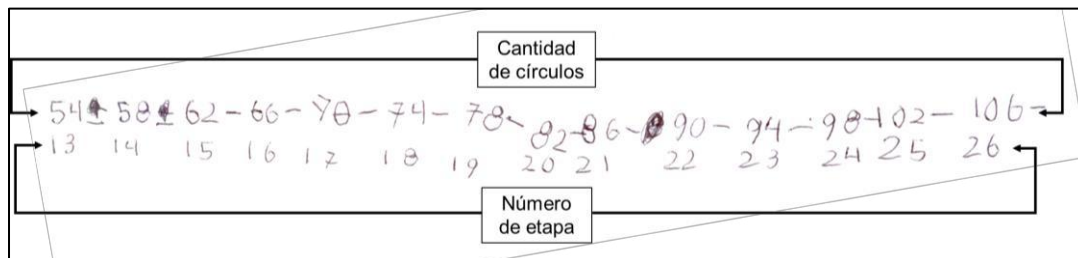 Cantidad
de círculos
54 - 58 - 62 - 66 - 70 - 74 - 78 - 82 - 86 - 90 - 94 - 98 - 102 - 106 -
13 14 15 16 17 18 19 20 21 22 23 24 25 26
Número
de etapa